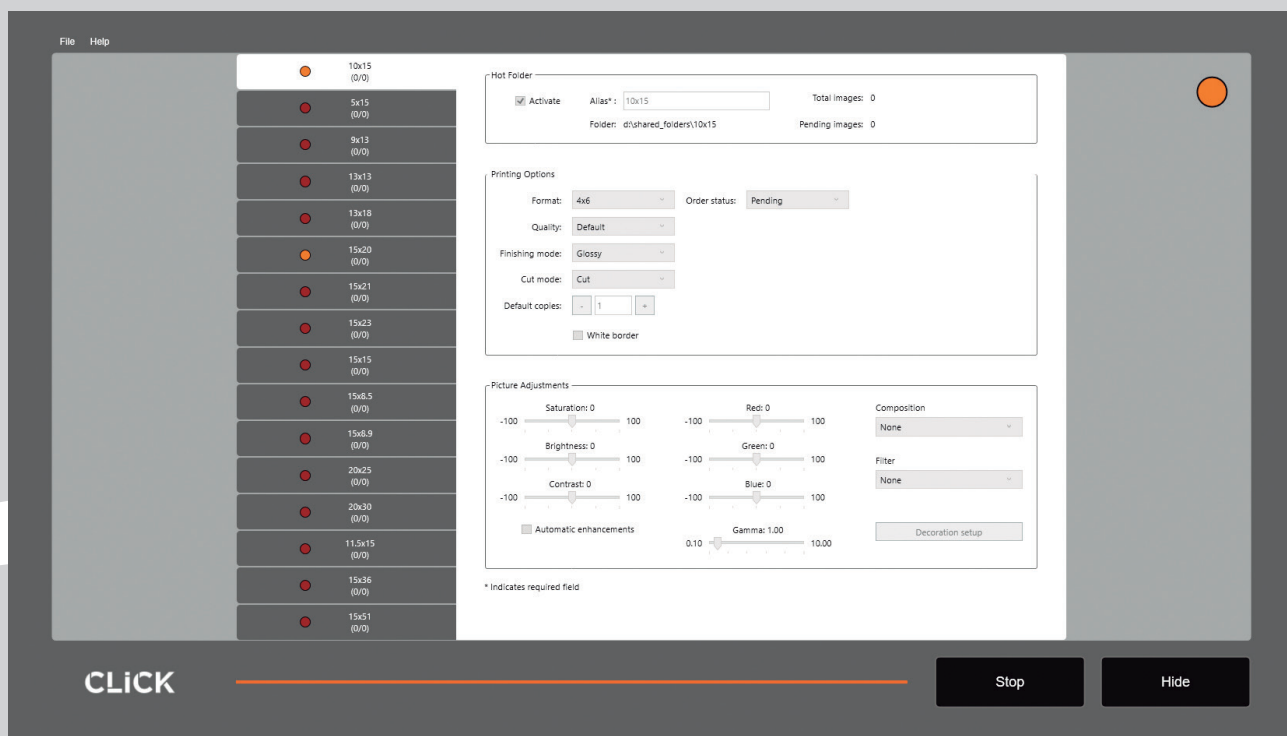 File Help
10x15
(0/0)
5x15
(0/0)
9x13
(0/0)
13x13
(0/0)
13x18
(0/0)
15x20
(0/0)
15x21
(0/0)
15x23
(0/0)
15x15
(0/0)
15x8.5
(0/0)
15x8.9
(0/0)
20x25
(0/0)
20x30
(0/0)
11.5x15
(0/0)
15x36
(0/0)
15x51
(0/0)
Hot Folder
Activate Alias* : 10x15 Total images: 0
Folder: d:\shared_folders\10x15 Pending images: 0
Printing Options
Format: 4x6 Order status: Pending
Quality: Default
Finishing mode: Glossy
Cut mode: Cut
Default copies: - 1 +
White border
Picture Adjustments
Saturation: 0 Red: 0 Composition
-100 100 -100 100 None
Brightness: 0 Green: 0
-100 100 -100 100 Filter
Contrast: 0 Blue: 0 None
-100 100 -100 100
Automatic enhancements Gamma: 1.00 Decoration setup
0.10 10.00
* Indicates required field
CLiCK Stop Hide